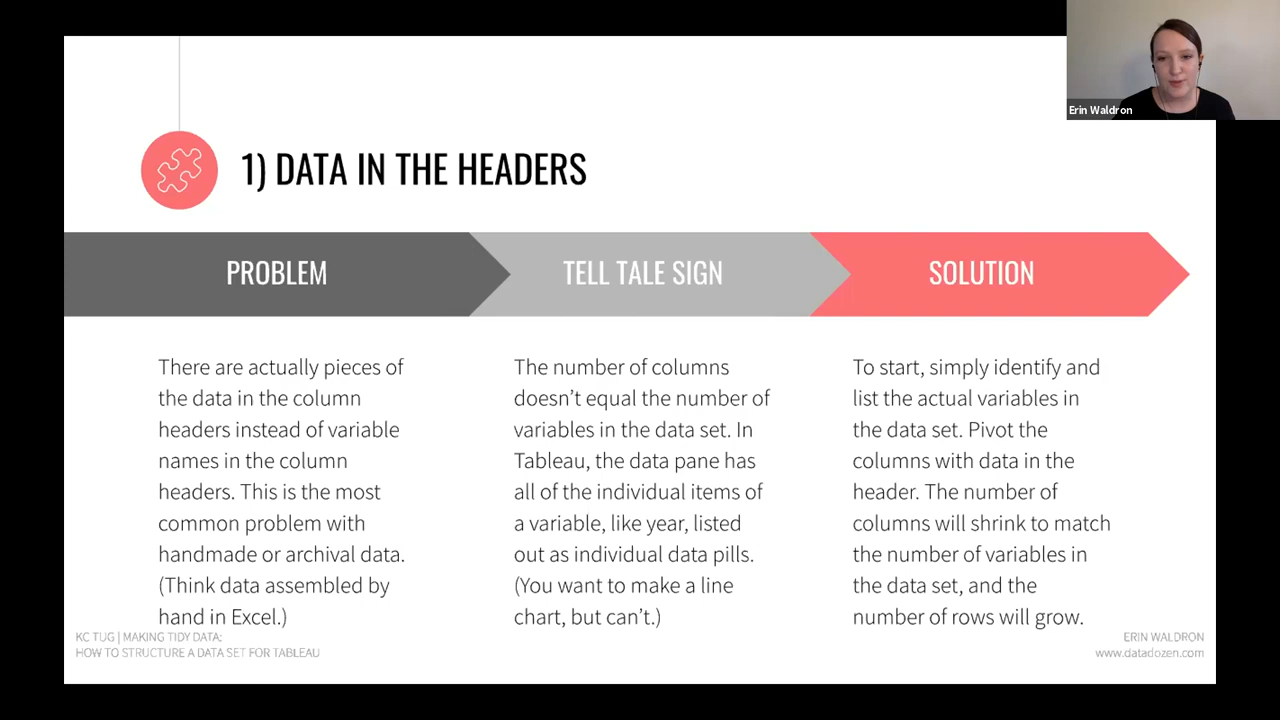 Erin Waldron
1) DATA IN THE HEADERS
PROBLEM
TELL TALE SIGN
SOLUTION
There are actually pieces of
the data in the column
headers instead of variable
names in the column
headers. This is the most
common problem with
handmade or archival data.
(Think data assembled by
hand in Excel.)
The number of columns
doesn’t equal the number of
variables in the data set. In
Tableau, the data pane has
all of the individual items of
a variable, like year, listed
out as individual data pills.
(You want to make a line
chart, but can’t.)
To start, simply identify and
list the actual variables in
the data set. Pivot the
columns with data in the
header. The number of
columns will shrink to match
the number of variables in
the data set, and the
number of rows will grow.
KC TUG | MAKING TIDY DATA:
HOW TO STRUCTURE A DATA SET FOR TABLEAU
ERIN WALDRON
www.datadozen.com